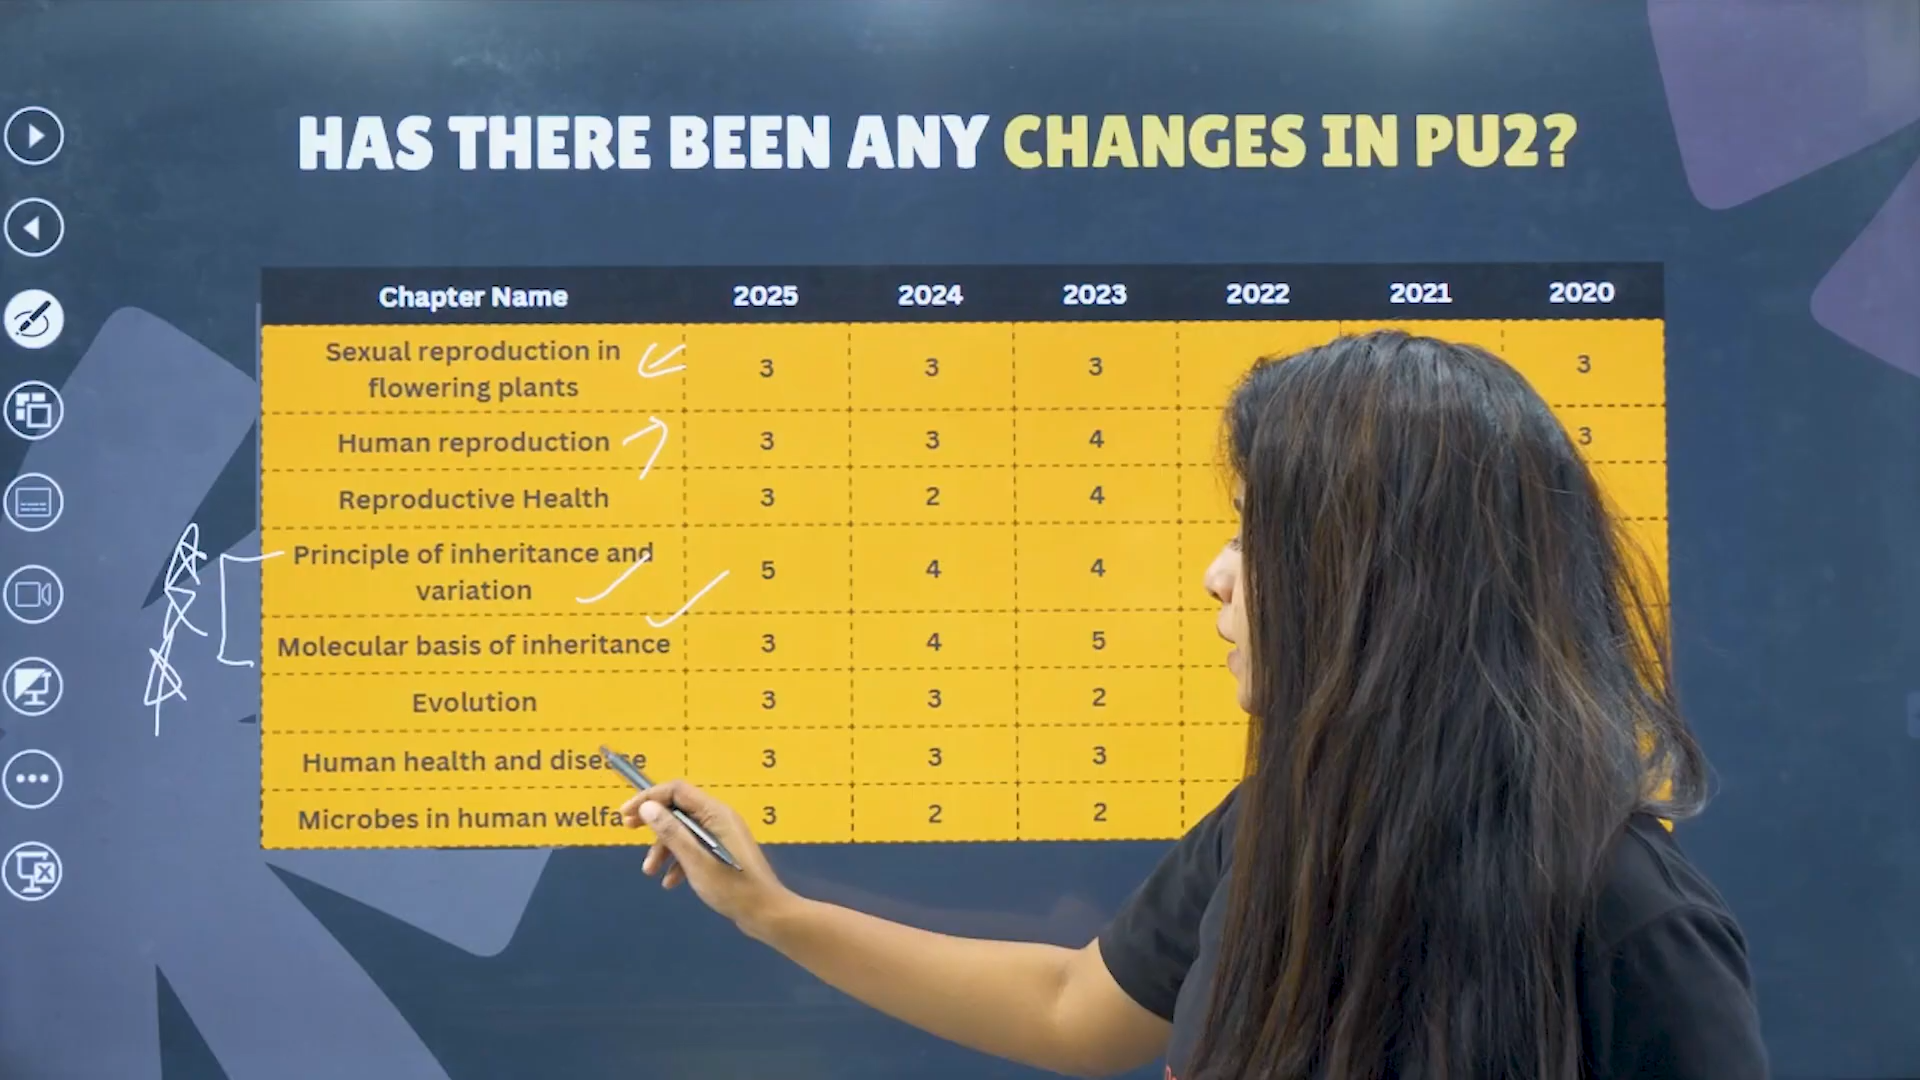 HAS THERE BEEN ANY CHANGES IN PU2?
Chapter Name 2025 2024 2023 2022 2021 2020
Sexual reproduction in
flowering plants 3 3 3 3
Human reproduction 3 3 4 3
Reproductive Health 3 2 4
Principle of inheritance and
variation 5 4 4
Molecular basis of inheritance 3 4 5
Evolution 3 3 2
Human health and disease 3 3 3
Microbes in human 3 2 2